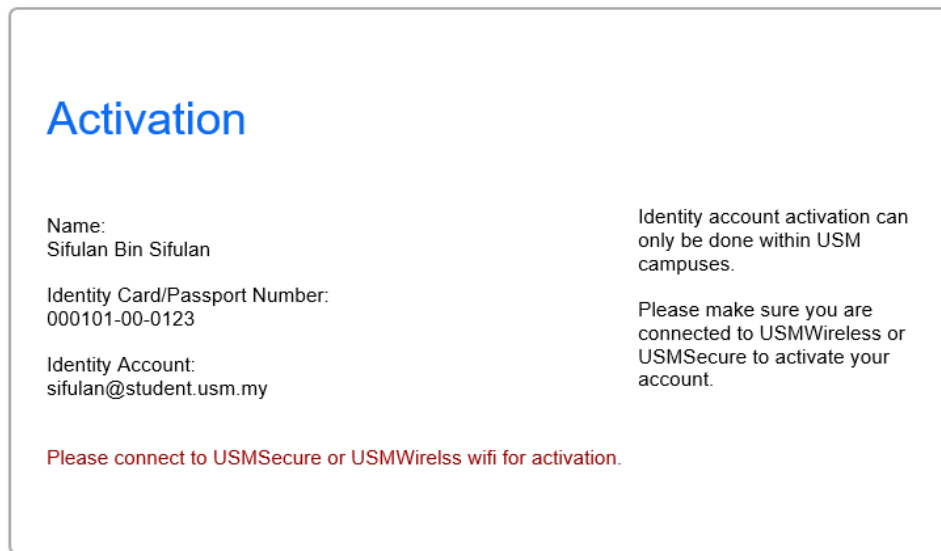 Activation
Name:
Sifulan Bin Sifulan
Identity Card/Passport Number:
000101-00-0123
Identity Account:
sifulan@student.usm.my
Please connect to USMSecure or USMWirelss wifi for activation.
Identity account activation can
only be done within USM
campuses.
Please make sure you are
connected to USMWireless or
USMSecure to activate your
account.